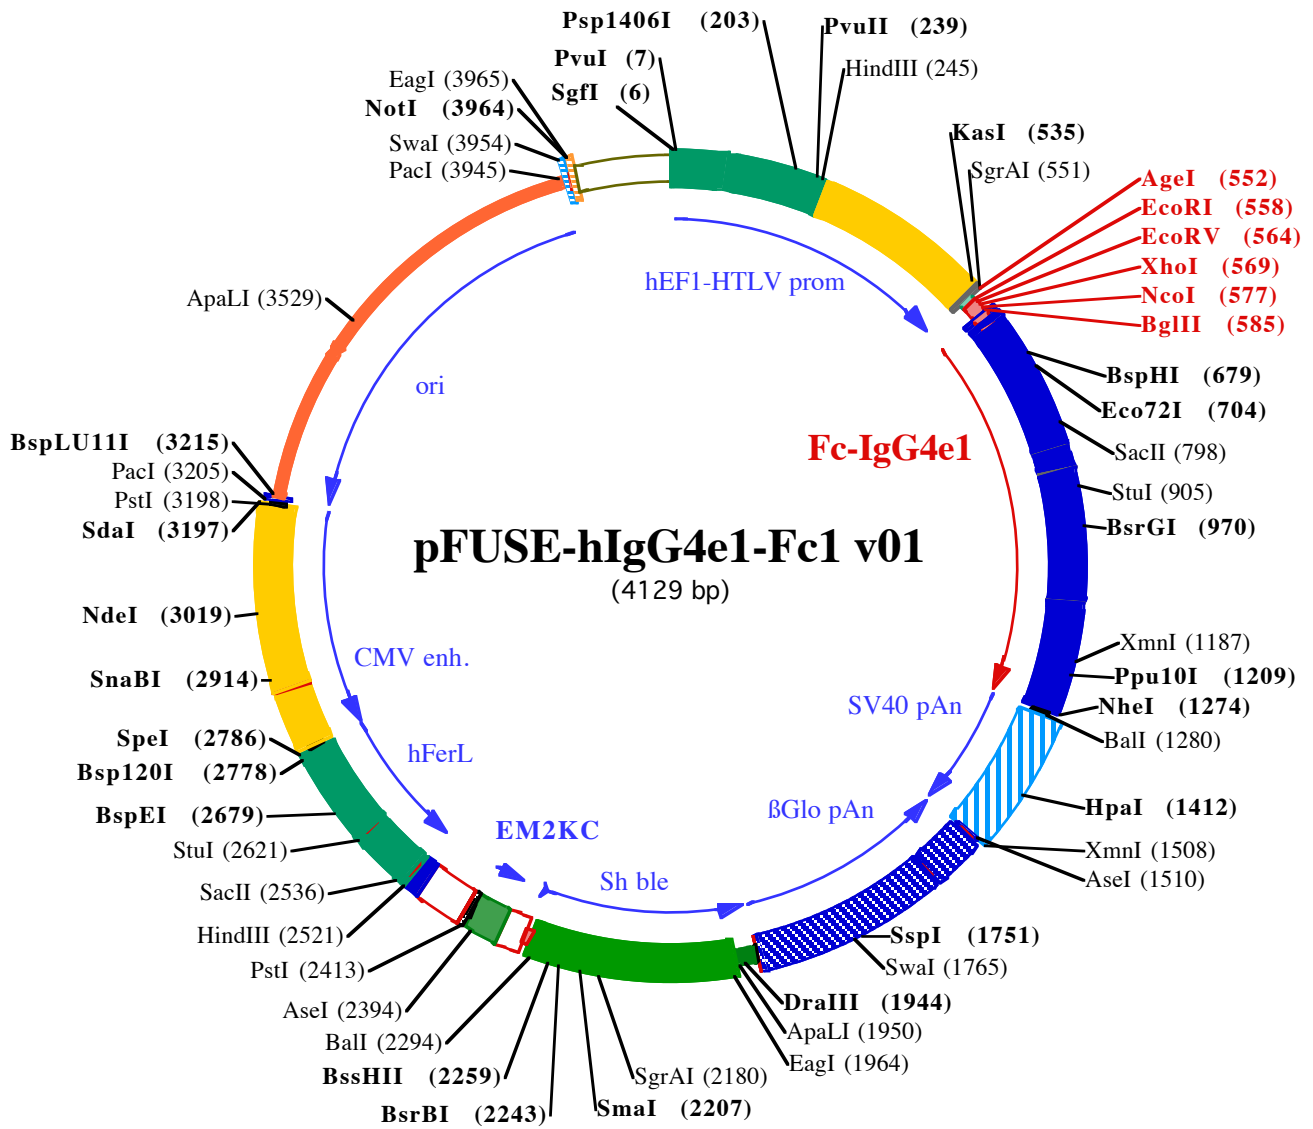 Psp1406I (203)
PvuII (239)
PvuI (7)
HindIII (245)
EagI (3965)
SgfI (6)
NotI (3964)
SwaI (3954)
PacI (3945)
KasI (535)
SgrAI (551)
AgeI (552)
EcoRI (558)
EcoRV (564)
XhoI (569)
NcoI (577)
BglII (585)
hEF1-HTLV prom
ApaLI (3529)
ori
BspHI (679)
Eco72I (704)
Fc-IgG4e1
SacII (798)
BspLU11I (3215)
PacI (3205)
PstI (3198)
SdaI (3197)
StuI (905)
BsrGI (970)
pFUSE-hIgG4e1-Fc1 v01
(4129 bp)
NdeI (3019)
XmnI (1187)
CMV enh.
Ppu10I (1209)
SnaBI (2914)
SV40 pAn
NheI (1274)
SpeI (2786)
BalI (1280)
hFerL
Bsp120I (2778)
ßGlo pAn
HpaI (1412)
BspEI (2679)
EM2KC
StuI (2621)
XmnI (1508)
AseI (1510)
Sh ble
SacII (2536)
HindIII (2521)
SspI (1751)
SwaI (1765)
PstI (2413)
DraIII (1944)
AseI (2394)
ApaLI (1950)
BalI (2294)
EagI (1964)
BssHII (2259)
SgrAI (2180)
BsrBI (2243)
SmaI (2207)